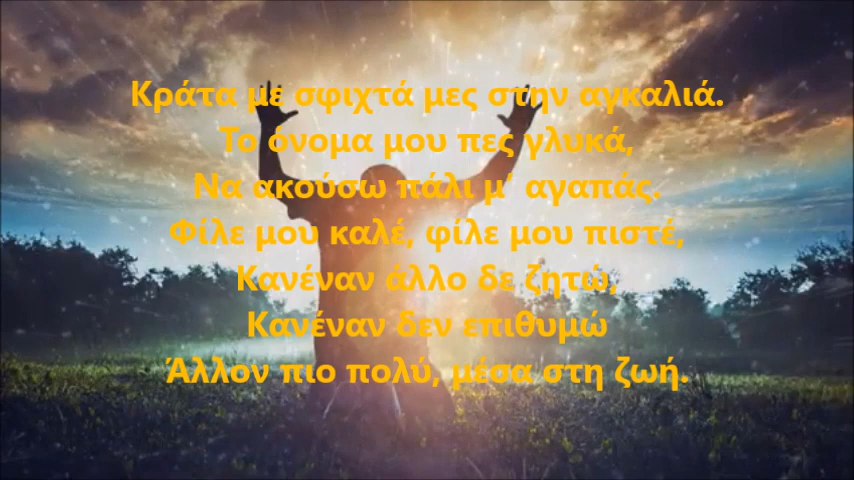 Κράτα με σφιχτά μες στην αγκαλιά.
Το όνομα μου πες γλυκά,
Να ακούσω πάλι μ' αγαπάς.
Φίλε μου καλέ, φίλε μου πιστέ,
Κανέναν άλλο δε ζητώ,
Κανέναν δεν επιθυμώ
Άλλον πιο πολύ, μέσα στη ζωή.